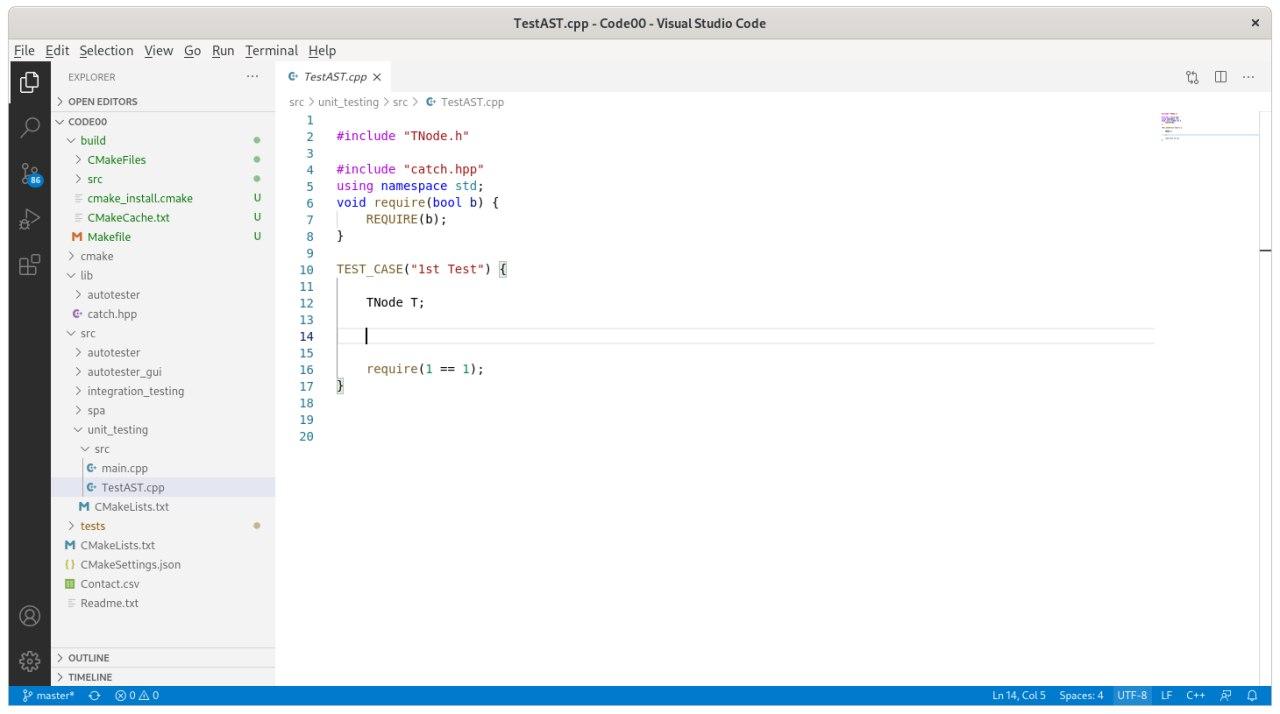 TestAST.cpp - Code00 - Visual Studio Code
File Edit Selection View Go Run Terminal Help
EXPLORER
OPEN EDITORS
CODE00
build
CMakeFiles
src
cmake_install.cmake U
CMakeCache.txt U
Makefile U
cmake
lib
autotester
catch.hpp
src
autotester
autotester_gui
integration_testing
spa
unit_testing
src
main.cpp
TestAST.cpp
CMakeLists.txt
tests
CMakeLists.txt
CMakeSettings.json
Contact.csv
Readme.txt
OUTLINE
TIMELINE
86
TestAST.cpp
src > unit_testing > src > TestAST.cpp
1
2 #include "TNode.h"
3
4 #include "catch.hpp"
5 using namespace std;
6 void require(bool b) {
7 REQUIRE(b);
8 }
9
10 TEST_CASE("1st Test") {
11
12 TNode T;
13
14
15
16 require(1 == 1);
17 }
18
19
20
master* 0 0 Ln 14, Col 5 Spaces: 4 UTF-8 LF C++